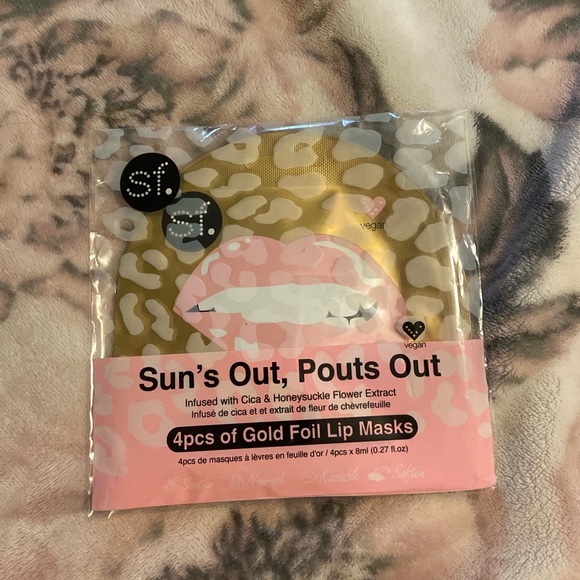 sf.
sf.
vegan
vegan
Sun's Out, Pouts Out
Infused with Cica & Honeysuckle Flower Extract
Infusé de cica et et extrait de fleur de chèvrefeuille
4pcs of Gold Foil Lip Masks
4pcs de masques à lèvres en feuille d'or / 4pcs x 8ml (0.27 fl.oz)